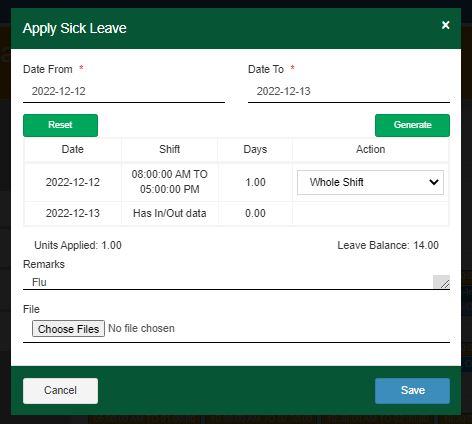 Apply Sick Leave ×
Date From * Date To *
2022-12-12 2022-12-13
Reset Generate
Date Shift Days Action
2022-12-12 08:00:00 AM TO 05:00:00 PM 1.00 Whole Shift
2022-12-13 Has In/Out data 0.00
Units Applied: 1.00 Leave Balance: 14.00
Remarks
Flu
File
Choose Files No file chosen
Cancel Save